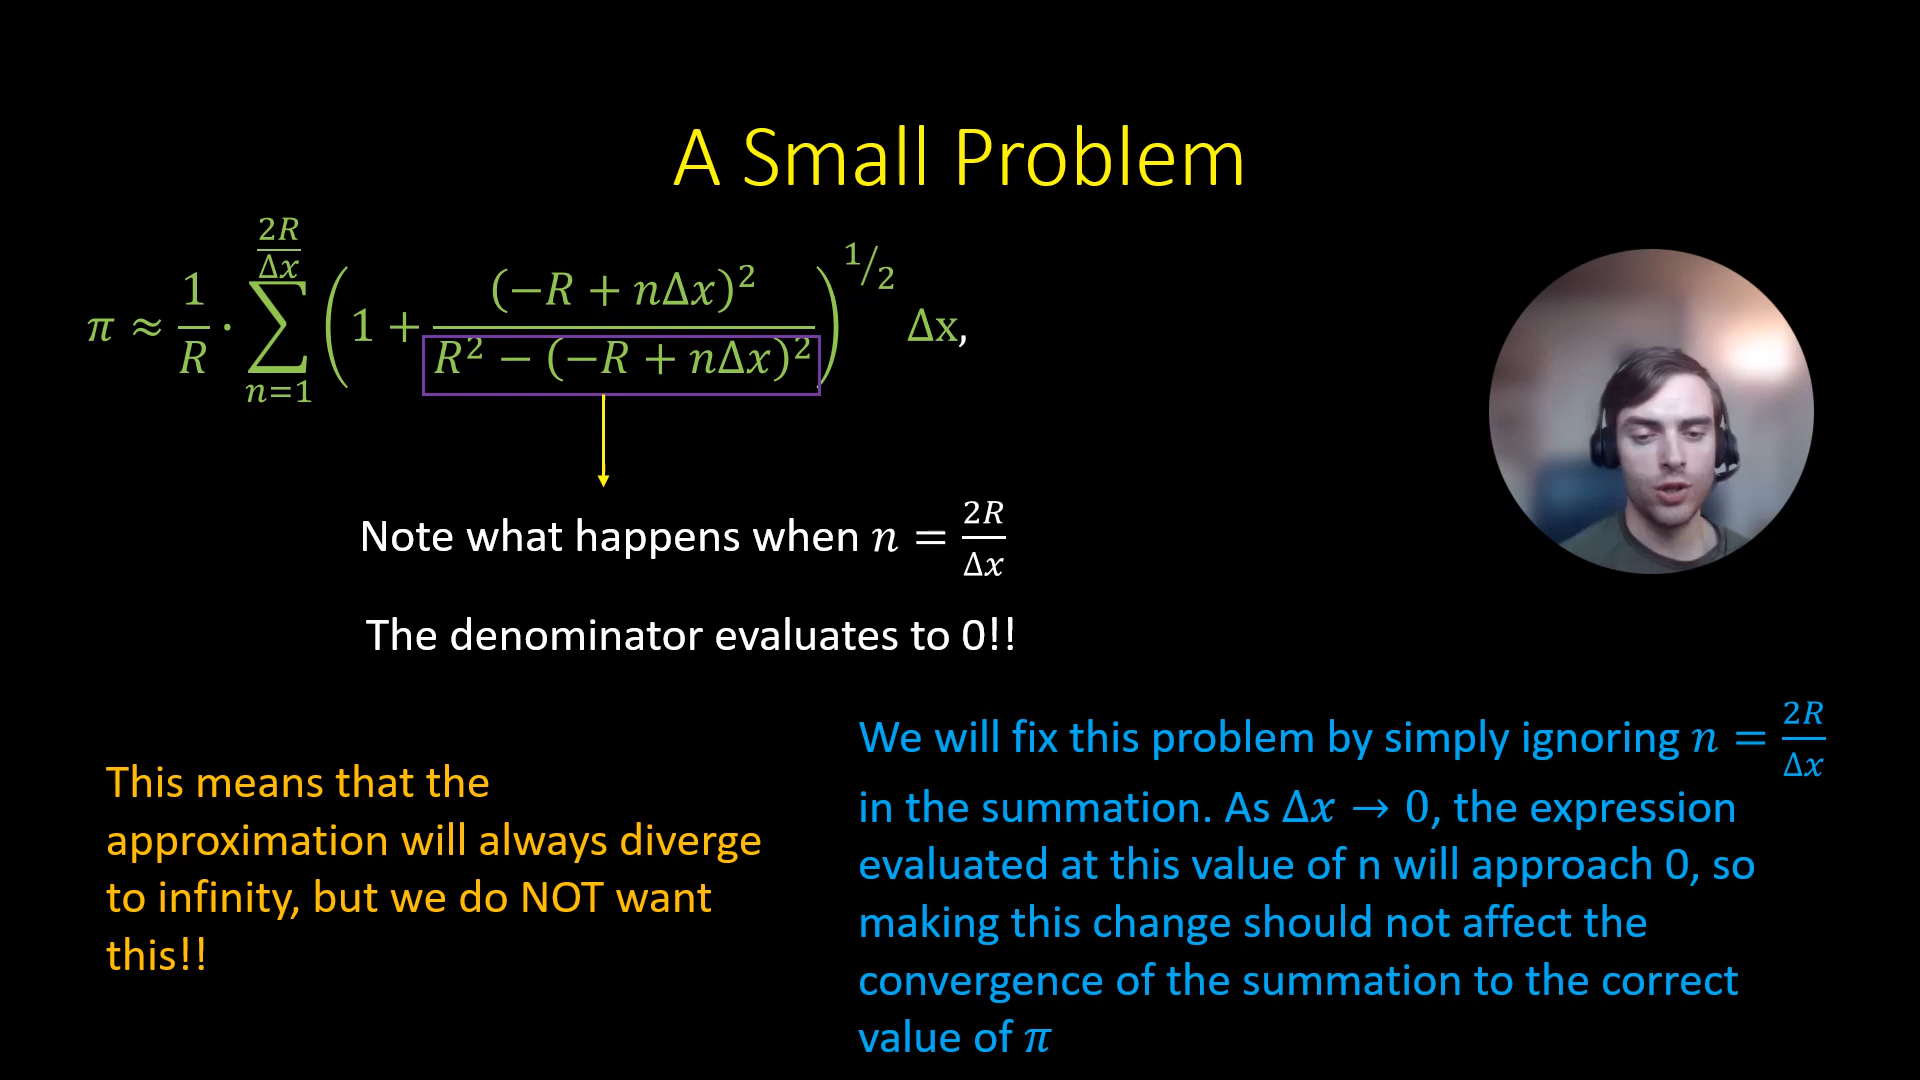 A Small Problem
π ≈ 1/R · ∑_{n=1}^{2R/Δx} (1 + (−R + nΔx)²/(R² − (−R + nΔx)²))^{1/2} Δx,
Note what happens when n = 2R/Δx
The denominator evaluates to 0!!
This means that the
approximation will always diverge
to infinity, but we do NOT want
this!!
We will fix this problem by simply ignoring n = 2R/Δx
in the summation. As Δx → 0, the expression
evaluated at this value of n will approach 0, so
making this change should not affect the
convergence of the summation to the correct
value of π